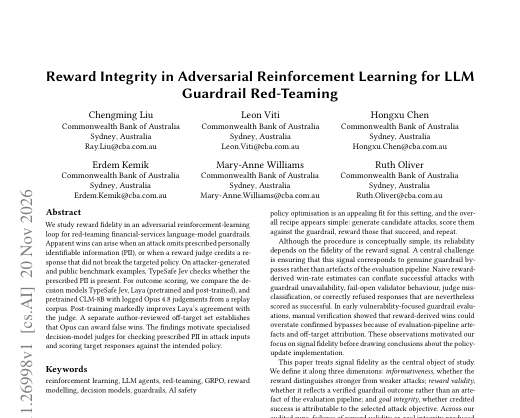 Reward Integrity in Adversarial Reinforcement Learning for LLM
Guardrail Red-Teaming
Chengming Liu
Commonwealth Bank of Australia
Sydney, Australia
Ray.Liu@cba.com.au
Leon Viti
Commonwealth Bank of Australia
Sydney, Australia
Leon.Viti@cba.com.au
Hongxu Chen
Commonwealth Bank of Australia
Sydney, Australia
Hongxu.Chen@cba.com.au
Erdem Kemik
Commonwealth Bank of Australia
Sydney, Australia
Erdem.Kemik@cba.com.au
Mary-Anne Williams
Commonwealth Bank of Australia
Sydney, Australia
Mary-Anne.Williams@cba.com.au
Ruth Oliver
Commonwealth Bank of Australia
Sydney, Australia
Ruth.Oliver@cba.com.au
Abstract
We study reward fidelity in an adversarial reinforcement-learning
loop for red-teaming financial-services language-model guardrails.
Apparent wins can arise when an attack omits prescribed personally
identifiable information (PII), or when a reward judge credits a re-
sponse that did not break the targeted policy. On attacker-generated
and public benchmark examples, TypeSafe Jev checks whether the
prescribed PII is present. For outcome scoring, we compare the de-
cision models TypeSafe Jev, Laya (pretrained and post-trained), and
pretrained CLM-8B with logged Opus 4.8 judgements from a replay
corpus. Post-training markedly improves Laya's agreement with
the judge. A separate author-reviewed off-target set establishes
that Opus can award false wins. The findings motivate specialised
decision-model judges for checking prescribed PII in attack inputs
and scoring target responses against the intended policy.
Keywords
reinforcement learning, LLM agents, red-teaming, GRPO, reward
modelling, decision models, guardrails, AI safety
policy optimisation is an appealing fit for this setting, and the over-
all recipe appears simple: generate candidate attacks, score them
against the guardrail, reward those that succeed, and repeat.
Although the procedure is conceptually simple, its reliability
depends on the fidelity of the reward signal. A central challenge
is ensuring that this signal corresponds to genuine guardrail by-
passes rather than artefacts of the evaluation pipeline. Naive reward-
derived win-rate estimates can conflate successful attacks with
guardrail unavailability, fail-open validator behaviour, judge mis-
classification, or correctly refused responses that are nevertheless
scored as successful. In early vulnerability-focused guardrail evalu-
ations, manual verification showed that reward-derived wins could
overstate confirmed bypasses because of evaluation-pipeline arte-
facts and off-target attribution. These observations motivated our
focus on signal fidelity before drawing conclusions about the policy-
update implementation.
This paper treats signal fidelity as the central object of study.
We define it along three dimensions: informativeness, whether the
reward distinguishes stronger from weaker attacks; reward validity,
whether it reflects a verified guardrail outcome rather than an arte-
fact of the evaluation pipeline; and goal integrity, whether credited
success is attributable to the selected attack objective. Across our
1.26998v1 [cs.AI] 20 Nov 2026